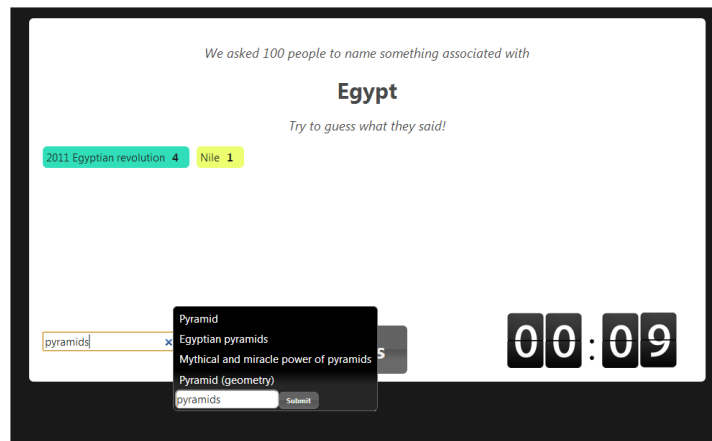 We asked 100 people to name something associated with
Egypt
Try to guess what they said!
2011 Egyptian revolution 4 Nile 1
Pyramid
Egyptian pyramids
Mythical and miracle power of pyramids
Pyramid (geometry)
pyramids Submit
pyramids
s
00:09